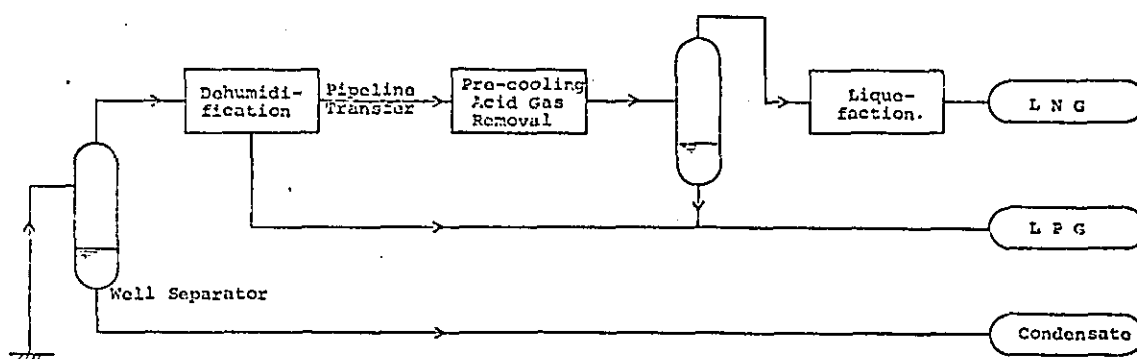 Dehumidi-
fication
Pipeline
Transfer
Pre-cooling
Acid Gas
Removal
Lique-
faction.
L N G
L P G
Well Separator
Condensate